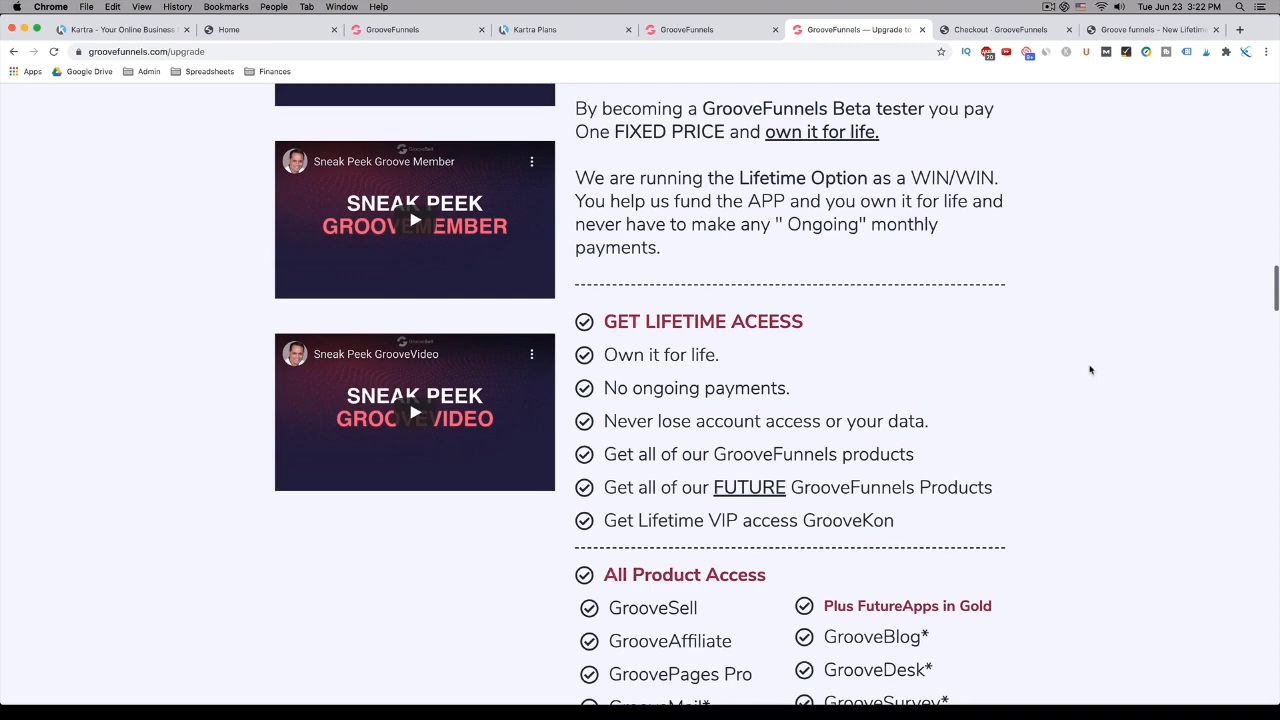 Chrome File Edit View History Bookmarks People Tab Window Help
Tue Jun 23 3:22 PM
Kartra - Your Online Business
Home
GrooveFunnels
Kartra Plans
GrooveFunnels
GrooveFunnels — Upgrade to
Checkout · GrooveFunnels
Groove funnels - New Lifetime
groovefunnels.com/upgrade
Apps Google Drive Admin Spreadsheets Finances
Sneak Peek Groove Member
SNEAK PEEK
GROOVEMEMBER
Sneak Peek GrooveVideo
SNEAK PEEK
GROOVEVIDEO
By becoming a GrooveFunnels Beta tester you pay
One FIXED PRICE and own it for life.
We are running the Lifetime Option as a WIN/WIN.
You help us fund the APP and you own it for life and
never have to make any " Ongoing" monthly
payments.
GET LIFETIME ACEESS
Own it for life.
No ongoing payments.
Never lose account access or your data.
Get all of our GrooveFunnels products
Get all of our FUTURE GrooveFunnels Products
Get Lifetime VIP access GrooveKon
All Product Access
GrooveSell
GrooveAffiliate
GroovePages Pro
GrooveMail*
Plus FutureApps in Gold
GrooveBlog*
GrooveDesk*
GrooveSurvey*